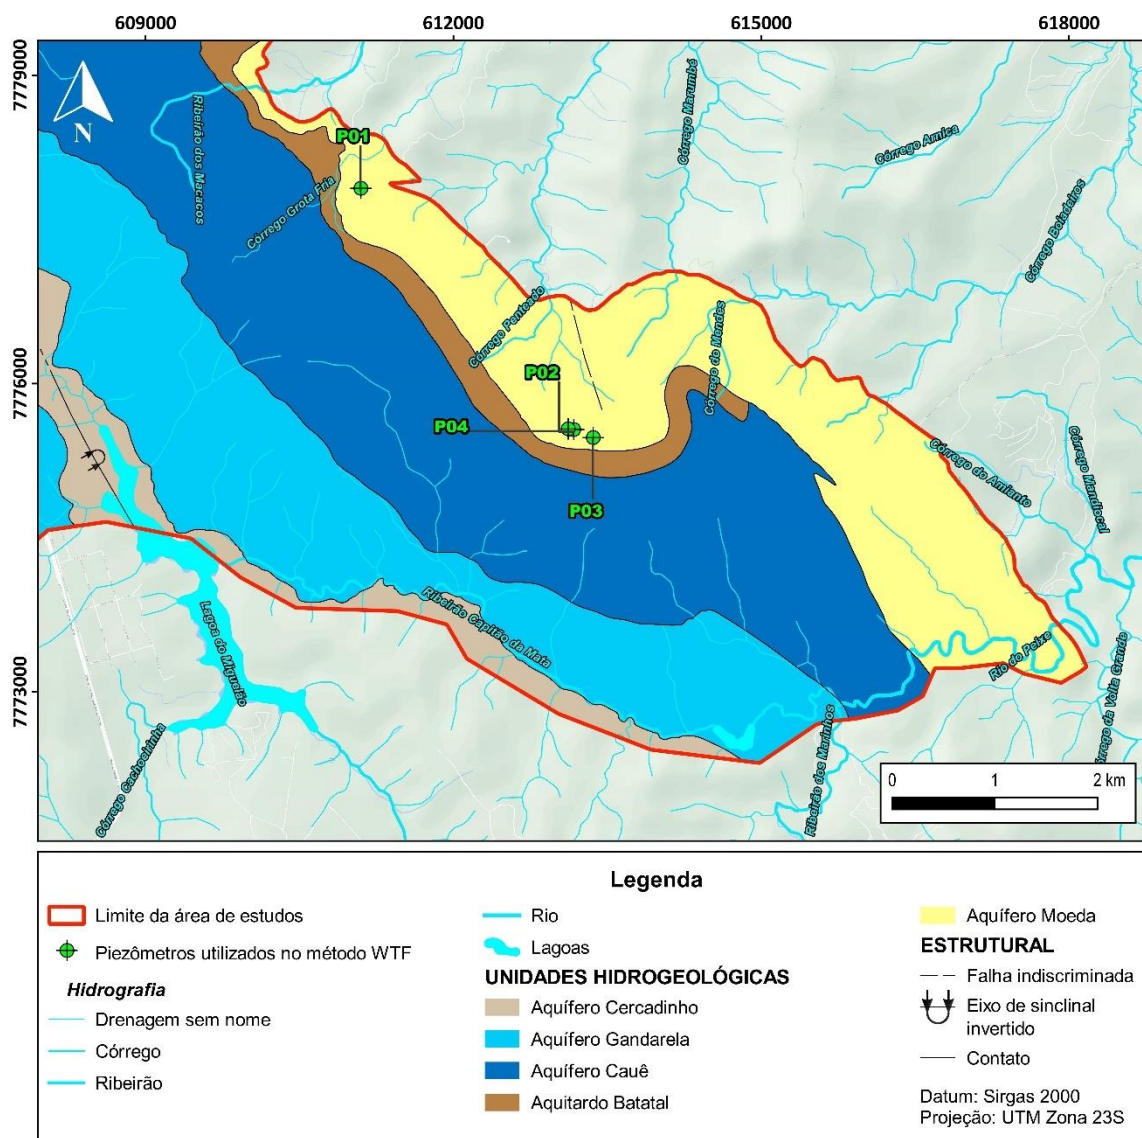 609000
612000
615000
618000
7779000
7776000
7773000
N
P01
Ribeirão dos Macacos
Córrego Grota Fria
Córrego Marumbé
Córrego Arnica
Córrego Boiadeiros
Córrego Penteado
Córrego do Mendes
P02
P04
P03
Córrego do Amianto
Córrego Mandiocal
Ribeirão Capitão da Mata
Lagoa do Miguelão
Rio do Peixe
Córrego Cachoeirinha
Ribeirão dos Marinhos
Córrego da Volta Grande
0
1
2 km
Legenda
Limite da área de estudos
Piezômetros utilizados no método WTF
Hidrografia
Drenagem sem nome
Córrego
Ribeirão
Rio
Lagoas
UNIDADES HIDROGEOLÓGICAS
Aquífero Cercadinho
Aquífero Gandarela
Aquífero Cauê
Aquitardo Batatal
Aquífero Moeda
ESTRUTURAL
Falha indiscriminada
Eixo de sinclinal
invertido
Contato
Datum: Sirgas 2000
Projeção: UTM Zona 23S